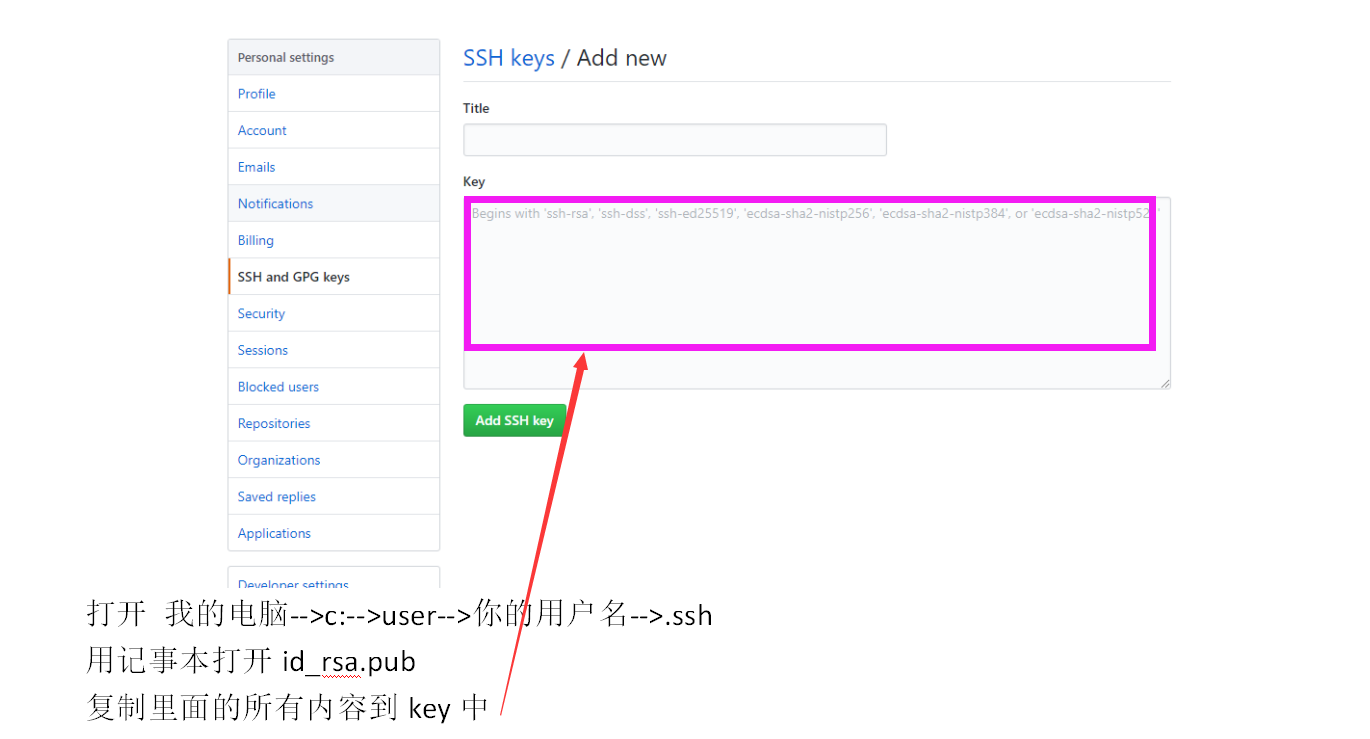 Personal settings
Profile
Account
Emails
Notifications
Billing
SSH and GPG keys
Security
Sessions
Blocked users
Repositories
Organizations
Saved replies
Applications
Developer settings
SSH keys / Add new
Title
Key
Begins with 'ssh-rsa', 'ssh-dss', 'ssh-ed25519', 'ecdsa-sha2-nistp256', 'ecdsa-sha2-nistp384', or 'ecdsa-sha2-nistp52 '
Add SSH key
打开 我的电脑-->c:-->user-->你的用户名-->.ssh
用记事本打开 id_rsa.pub
复制里面的所有内容到 key 中